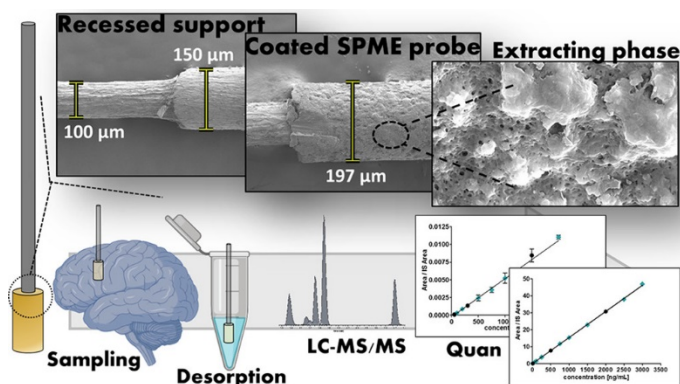 Recessed support
150 µm
100 µm
Coated SPME probe
197 µm
Extracting phase
Sampling
Desorption
LC-MS/MS
Quan
Area / IS Area
0.0125
0.0100
0.0075
0.0050
0.0025
0.0000
0
500
concent
Area / IS Area
50
40
30
20
10
0
0 500 1000 1500 2000 2500 3000 3500
concentration [ng/mL]